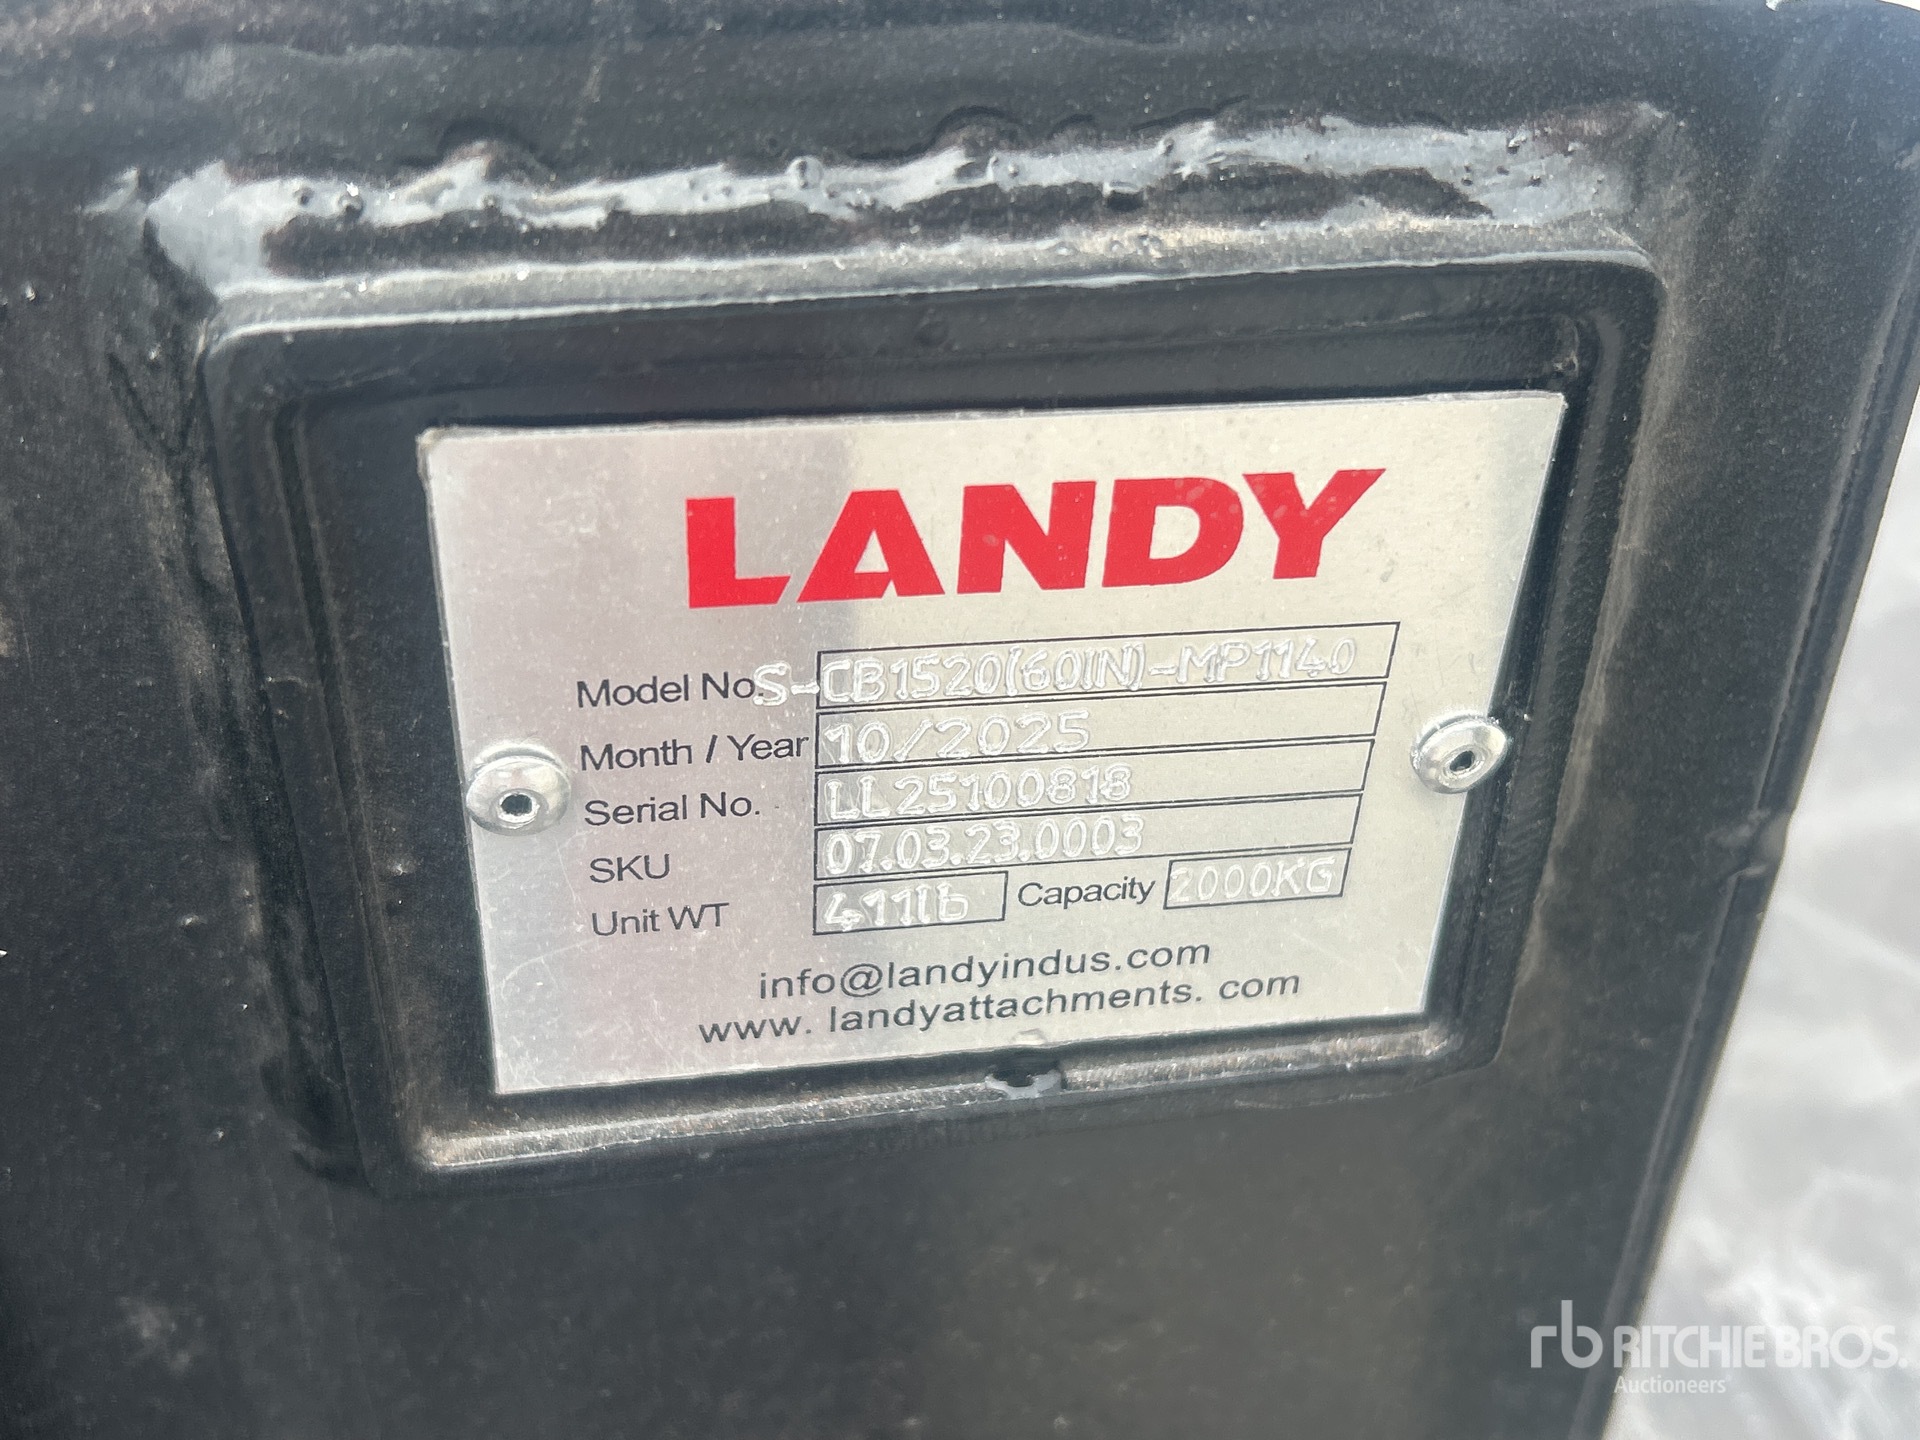 LANDY
Model No. S-CB1520(60IN)-MP1140
Month / Year 10/2025
Serial No. LL25100818
SKU 07.03.23.0003
Unit WT 411lb Capacity 2000KG
info@landyindus.com
www. landyattachments. com
rb RITCHIE BROS.
Auctioneers